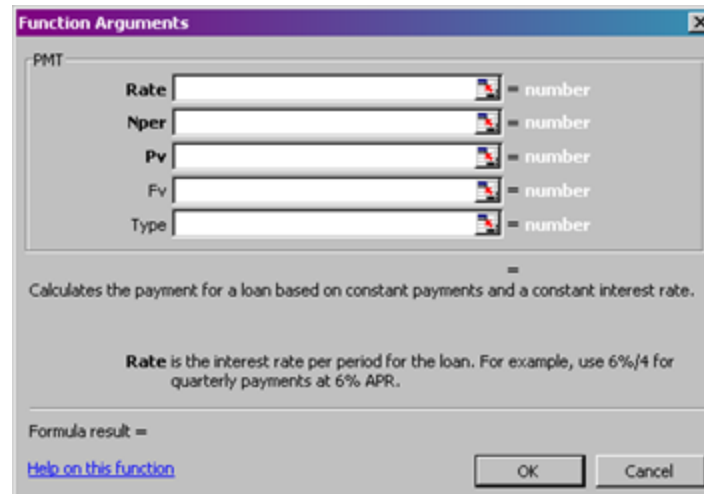 Function Arguments
PMT
Rate = number
Nper = number
Pv = number
Fv = number
Type = number
=
Calculates the payment for a loan based on constant payments and a constant interest rate.
Rate is the interest rate per period for the loan. For example, use 6%/4 for
quarterly payments at 6% APR.
Formula result =
Help on this function
OK
Cancel